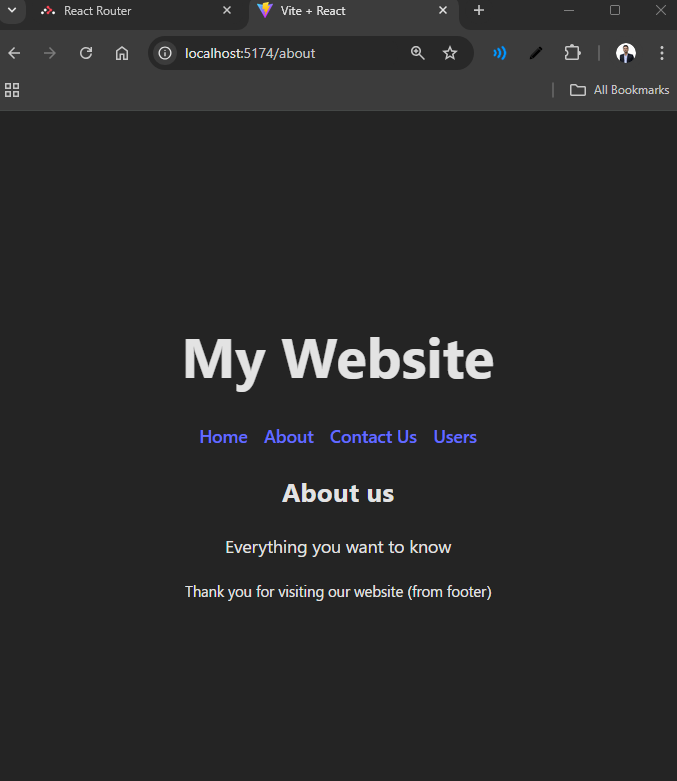 React Router
Vite + React
localhost:5174/about
All Bookmarks
My Website
Home About Contact Us Users
About us
Everything you want to know
Thank you for visiting our website (from footer)